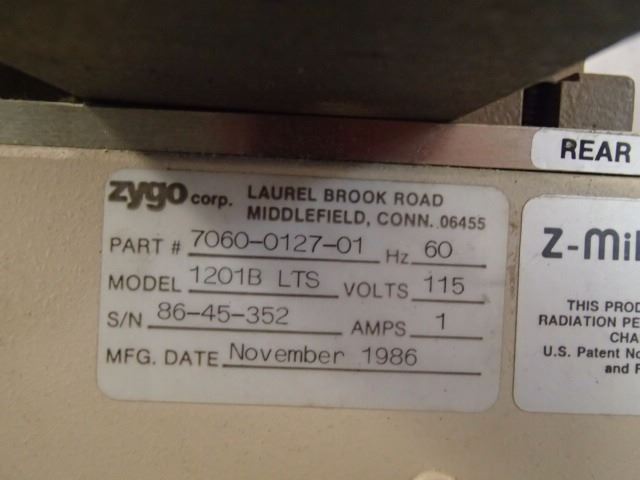 REAR
zygo corp. LAUREL BROOK ROAD
MIDDLEFIELD, CONN. 06455
PART # 7060-0127-01 Hz 60
MODEL 1201B LTS VOLTS 115
S/N 86-45-352 AMPS 1
MFG. DATE November 1986
Z-Mi
THIS PROD
RADIATION PE
CHA
U.S. Patent No
and F